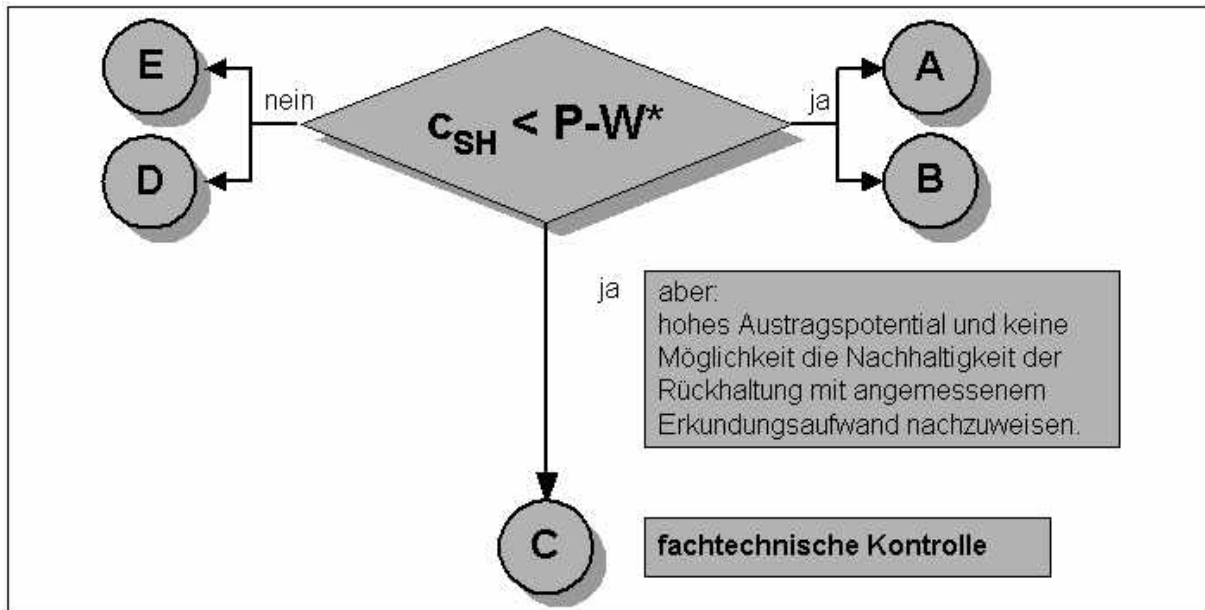 E
nein
D
c_SH < P-W*
ja
A
B
ja
aber:
hohes Austragspotential und keine
Möglichkeit die Nachhaltigkeit der
Rückhaltung mit angemessenem
Erkundungsaufwand nachzuweisen.
C
fachtechnische Kontrolle